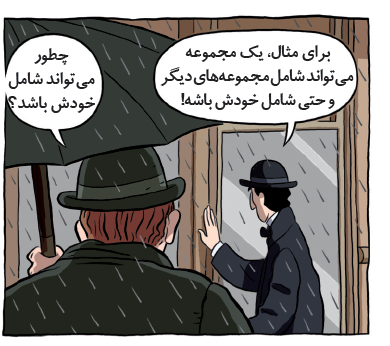 برای مثال، یک مجموعه
می‌تواند شامل مجموعه‌های دیگر
و حتی شامل خودش باشه!
چطور
می‌تواند شامل
خودش باشد؟